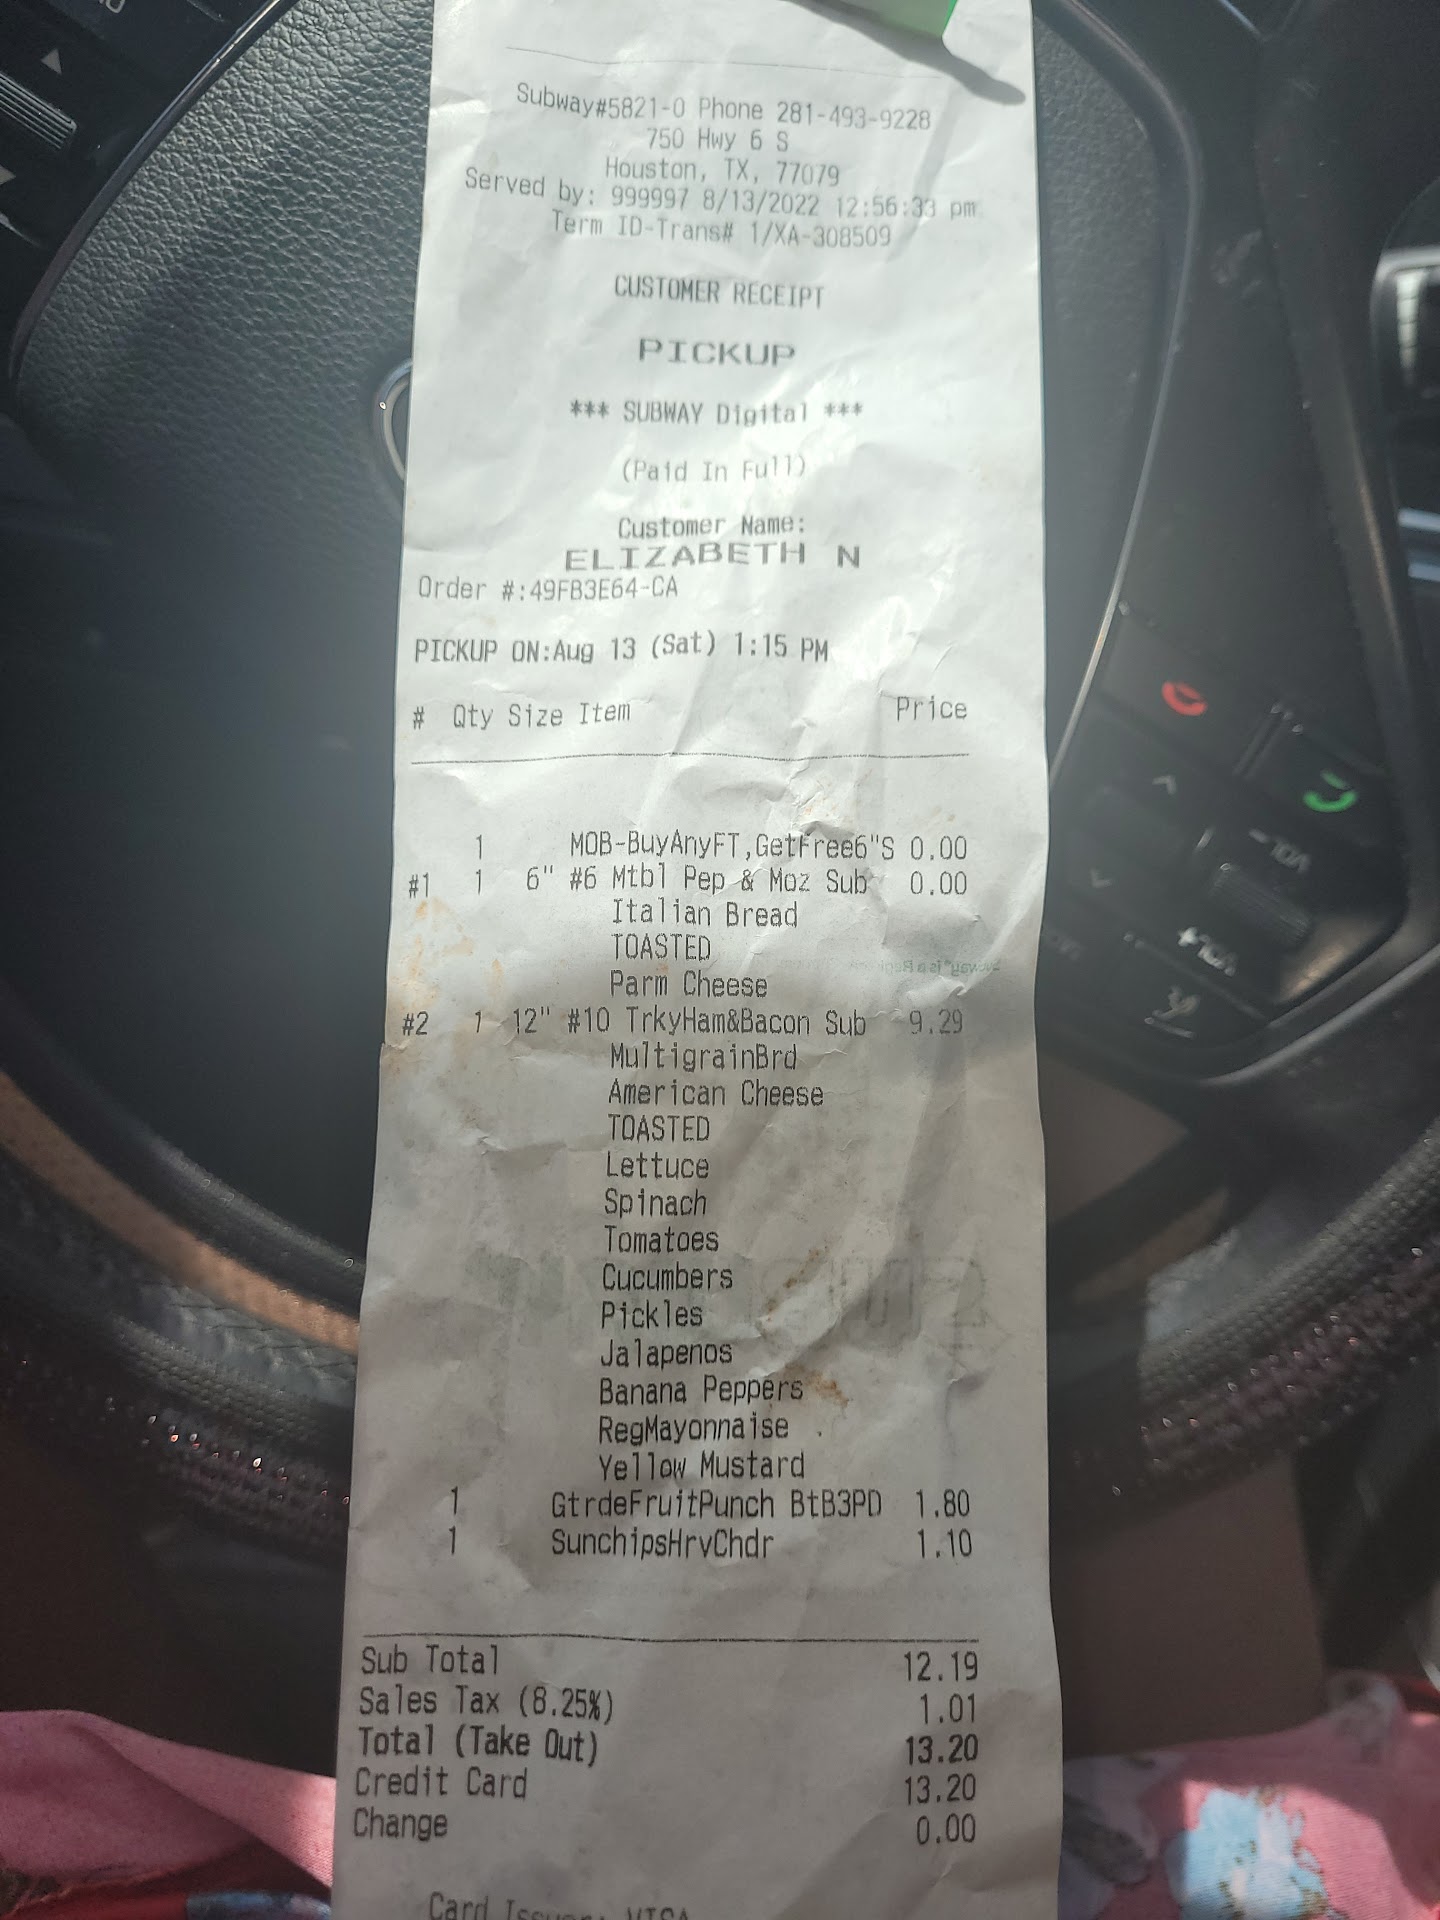 Subway#5821-0 Phone 281-493-9228
750 Hwy 6 S
Houston, TX, 77079
Served by: 999997 8/13/2022 12:56:33 pm
Term ID-Trans# 1/XA-308509
CUSTOMER RECEIPT
PICKUP
*** SUBWAY Digital ***
(Paid In Full)
Customer Name:
ELIZABETH N
Order #:49FB3E64-CA
PICKUP ON:Aug 13 (Sat) 1:15 PM
# Qty Size Item Price
1 MOB-BuyAnyFT,GetFree6"S 0.00
#1 1 6" #6 Mtbl Pep & Moz Sub 0.00
Italian Bread
TOASTED
Parm Cheese
#2 1 12" #10 TrkyHam&Bacon Sub 9.29
MultigrainBrd
American Cheese
TOASTED
Lettuce
Spinach
Tomatoes
Cucumbers
Pickles
Jalapenos
Banana Peppers
RegMayonnaise
Yellow Mustard
1 GtrdeFruitPunch BtB3PD 1.80
1 SunchipsHrvChdr 1.10
Sub Total 12.19
Sales Tax (8.25%) 1.01
Total (Take Out) 13.20
Credit Card 13.20
Change 0.00
Card Issuer: VISA
VOL-
VOL+